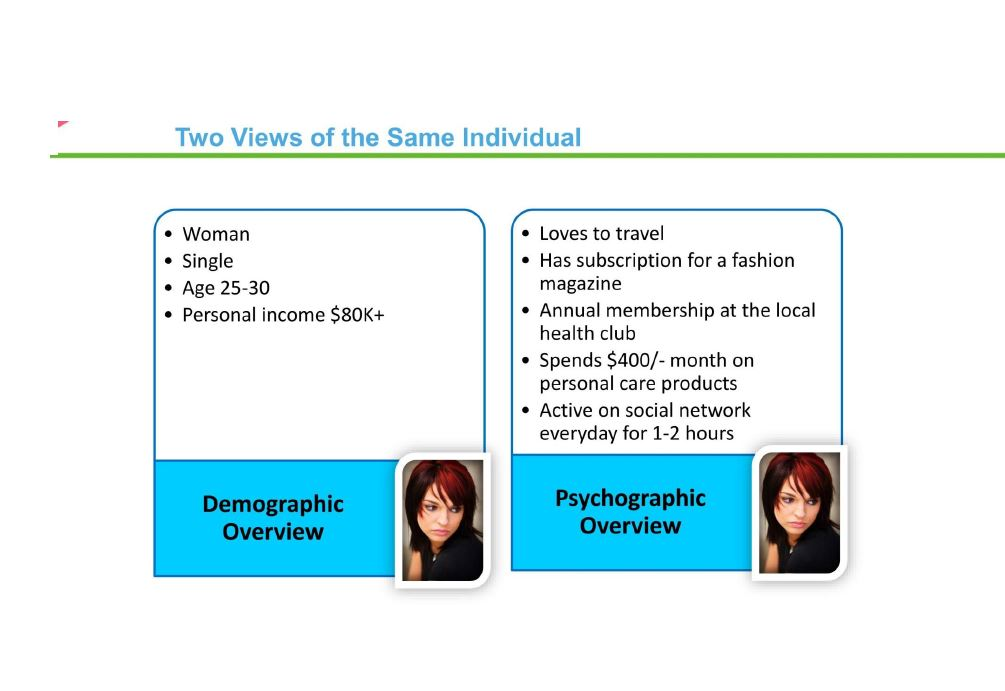 Two Views of the Same Individual
• Woman
• Single
• Age 25-30
• Personal income $80K+
Demographic
Overview
• Loves to travel
• Has subscription for a fashion
magazine
• Annual membership at the local
health club
• Spends $400/- month on
personal care products
• Active on social network
everyday for 1-2 hours
Psychographic
Overview